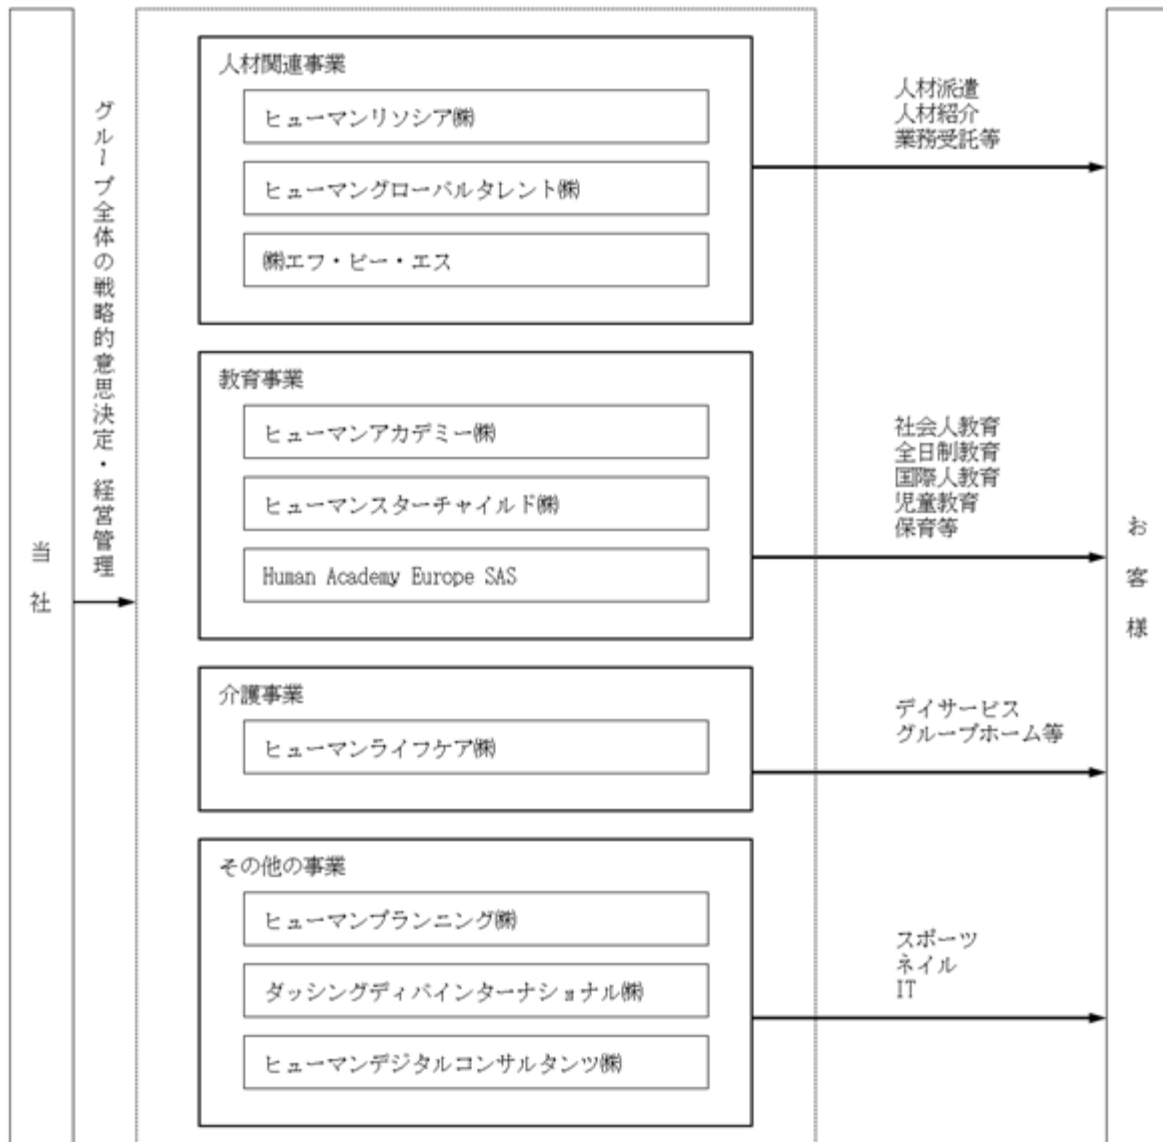 当社
グループ全体の戦略的意思決定・経営管理
人材関連事業
ヒューマンリソシア㈱
ヒューマングローバルタレント㈱
㈱エフ・ビー・エス
人材派遣
人材紹介
業務受託等
教育事業
ヒューマンアカデミー㈱
ヒューマンスターチャイルド㈱
Human Academy Europe SAS
社会人教育
全日制教育
国際人教育
児童教育
保育等
介護事業
ヒューマンライフケア㈱
デイサービス
グループホーム等
その他の事業
ヒューマンプランニング㈱
ダッシングディバインターナショナル㈱
ヒューマンデジタルコンサルタンツ㈱
スポーツ
ネイル
IT
お客様